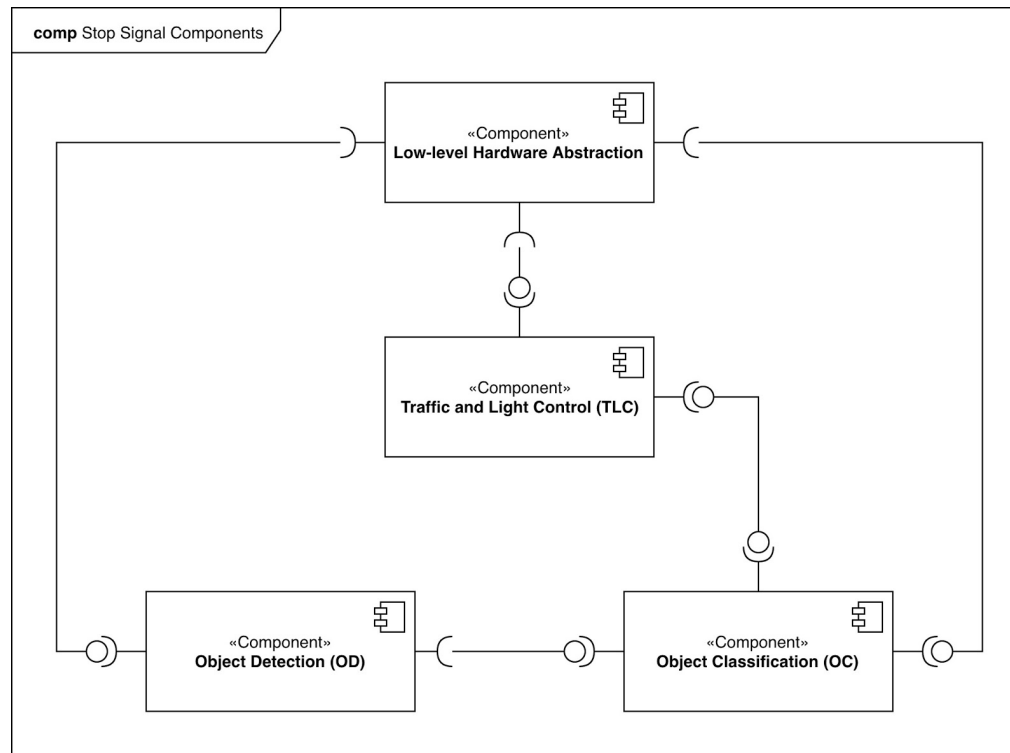 comp Stop Signal Components
«Component»
Low-level Hardware Abstraction
«Component»
Traffic and Light Control (TLC)
«Component»
Object Detection (OD)
«Component»
Object Classification (OC)